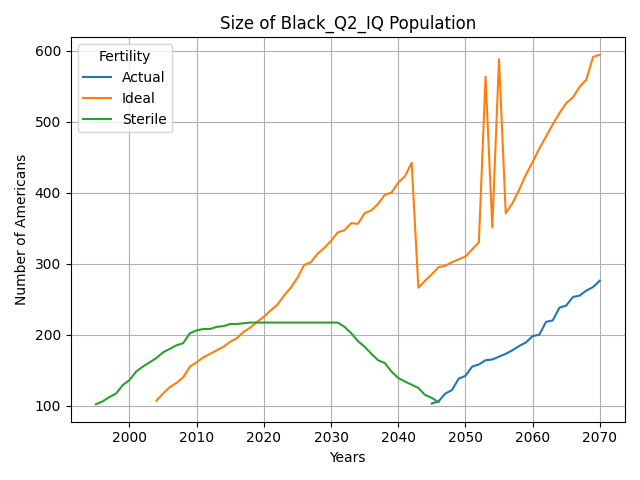 Size of Black_Q2_IQ Population
Fertility
Actual
Ideal
Sterile
Number of Americans
600
500
400
300
200
100
2000
2010
2020
2030
2040
2050
2060
2070
Years